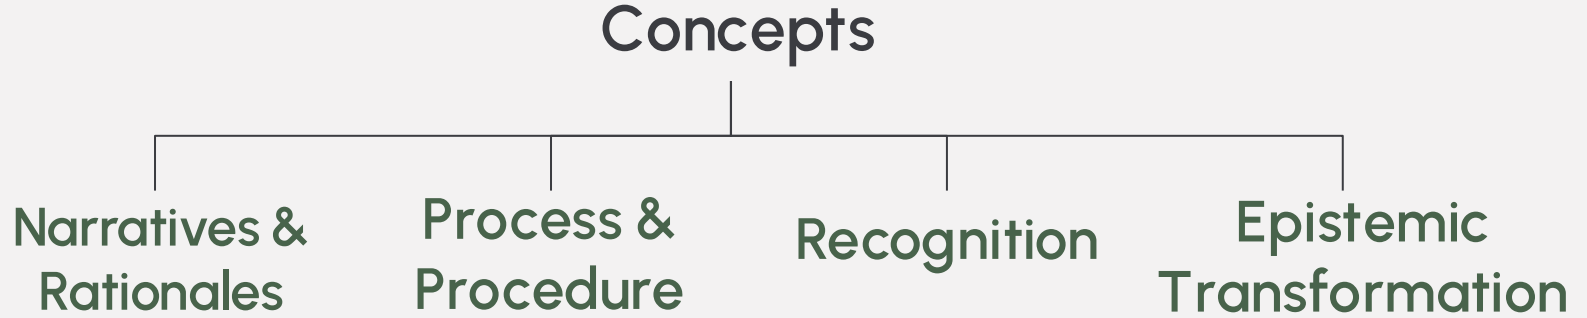 Concepts
Narratives &
Rationales
Process &
Procedure
Recognition
Epistemic
Transformation